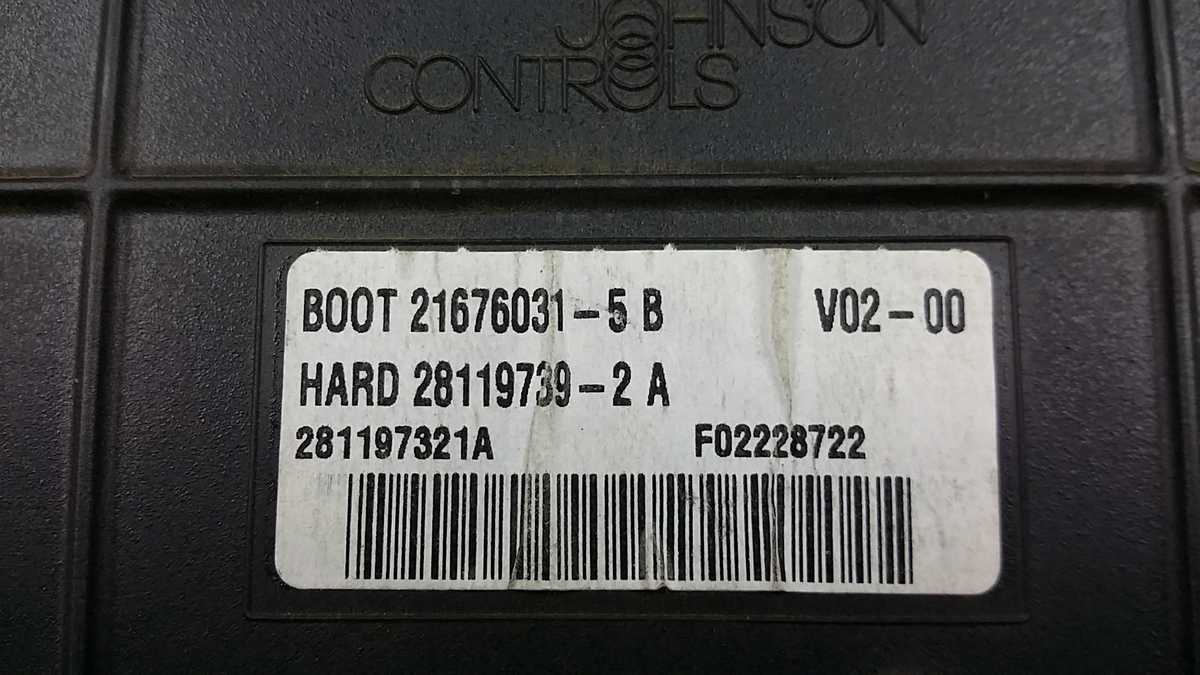 JOHNSON
CONTROLS
BOOT 21676031-5 B V02-00
HARD 28119739-2 A
281197321A F02228722